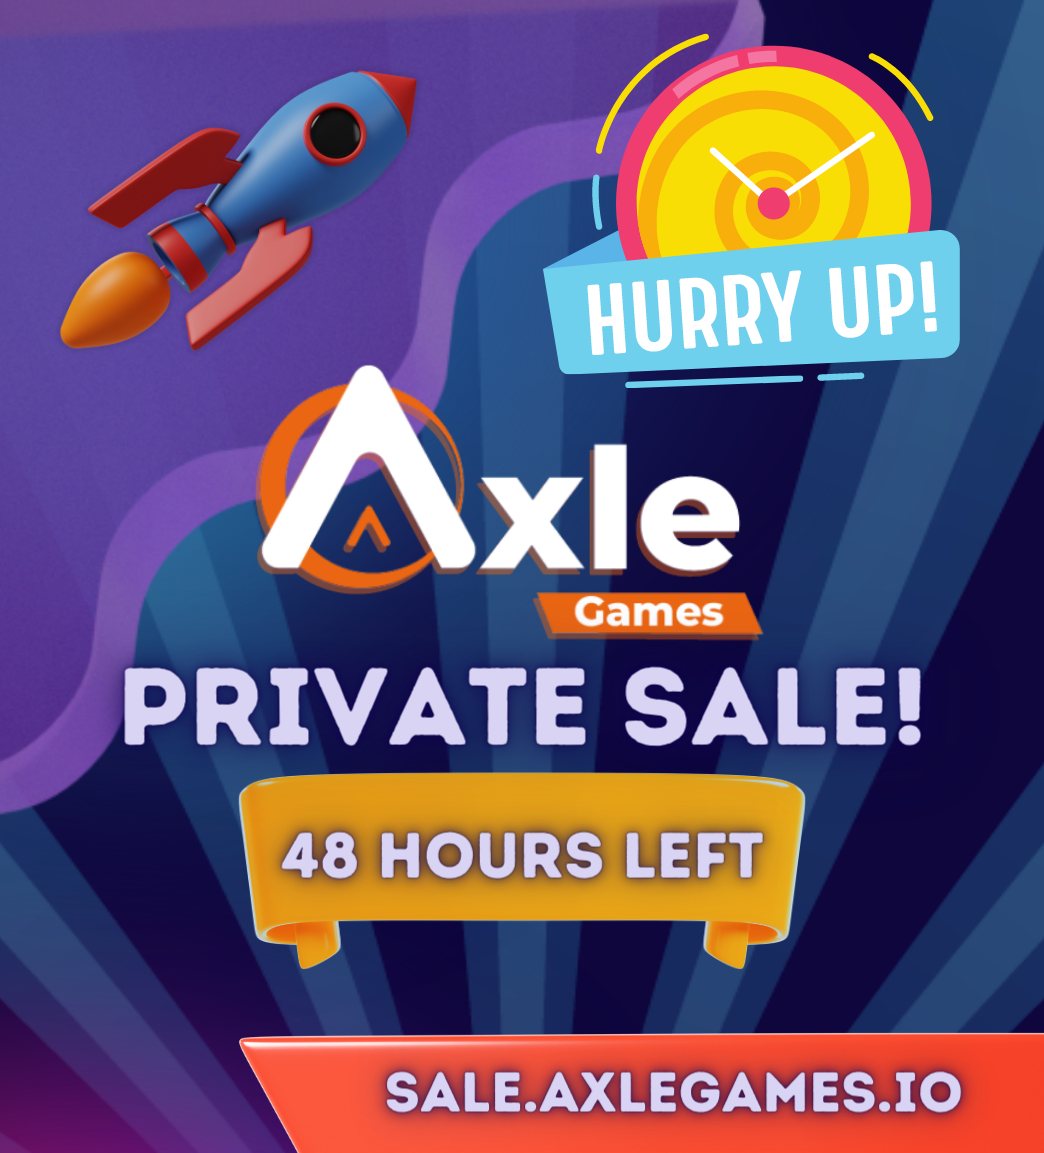 HURRY UP!
Axle
Games
PRIVATE SALE!
48 HOURS LEFT
SALE.AXLEGAMES.IO